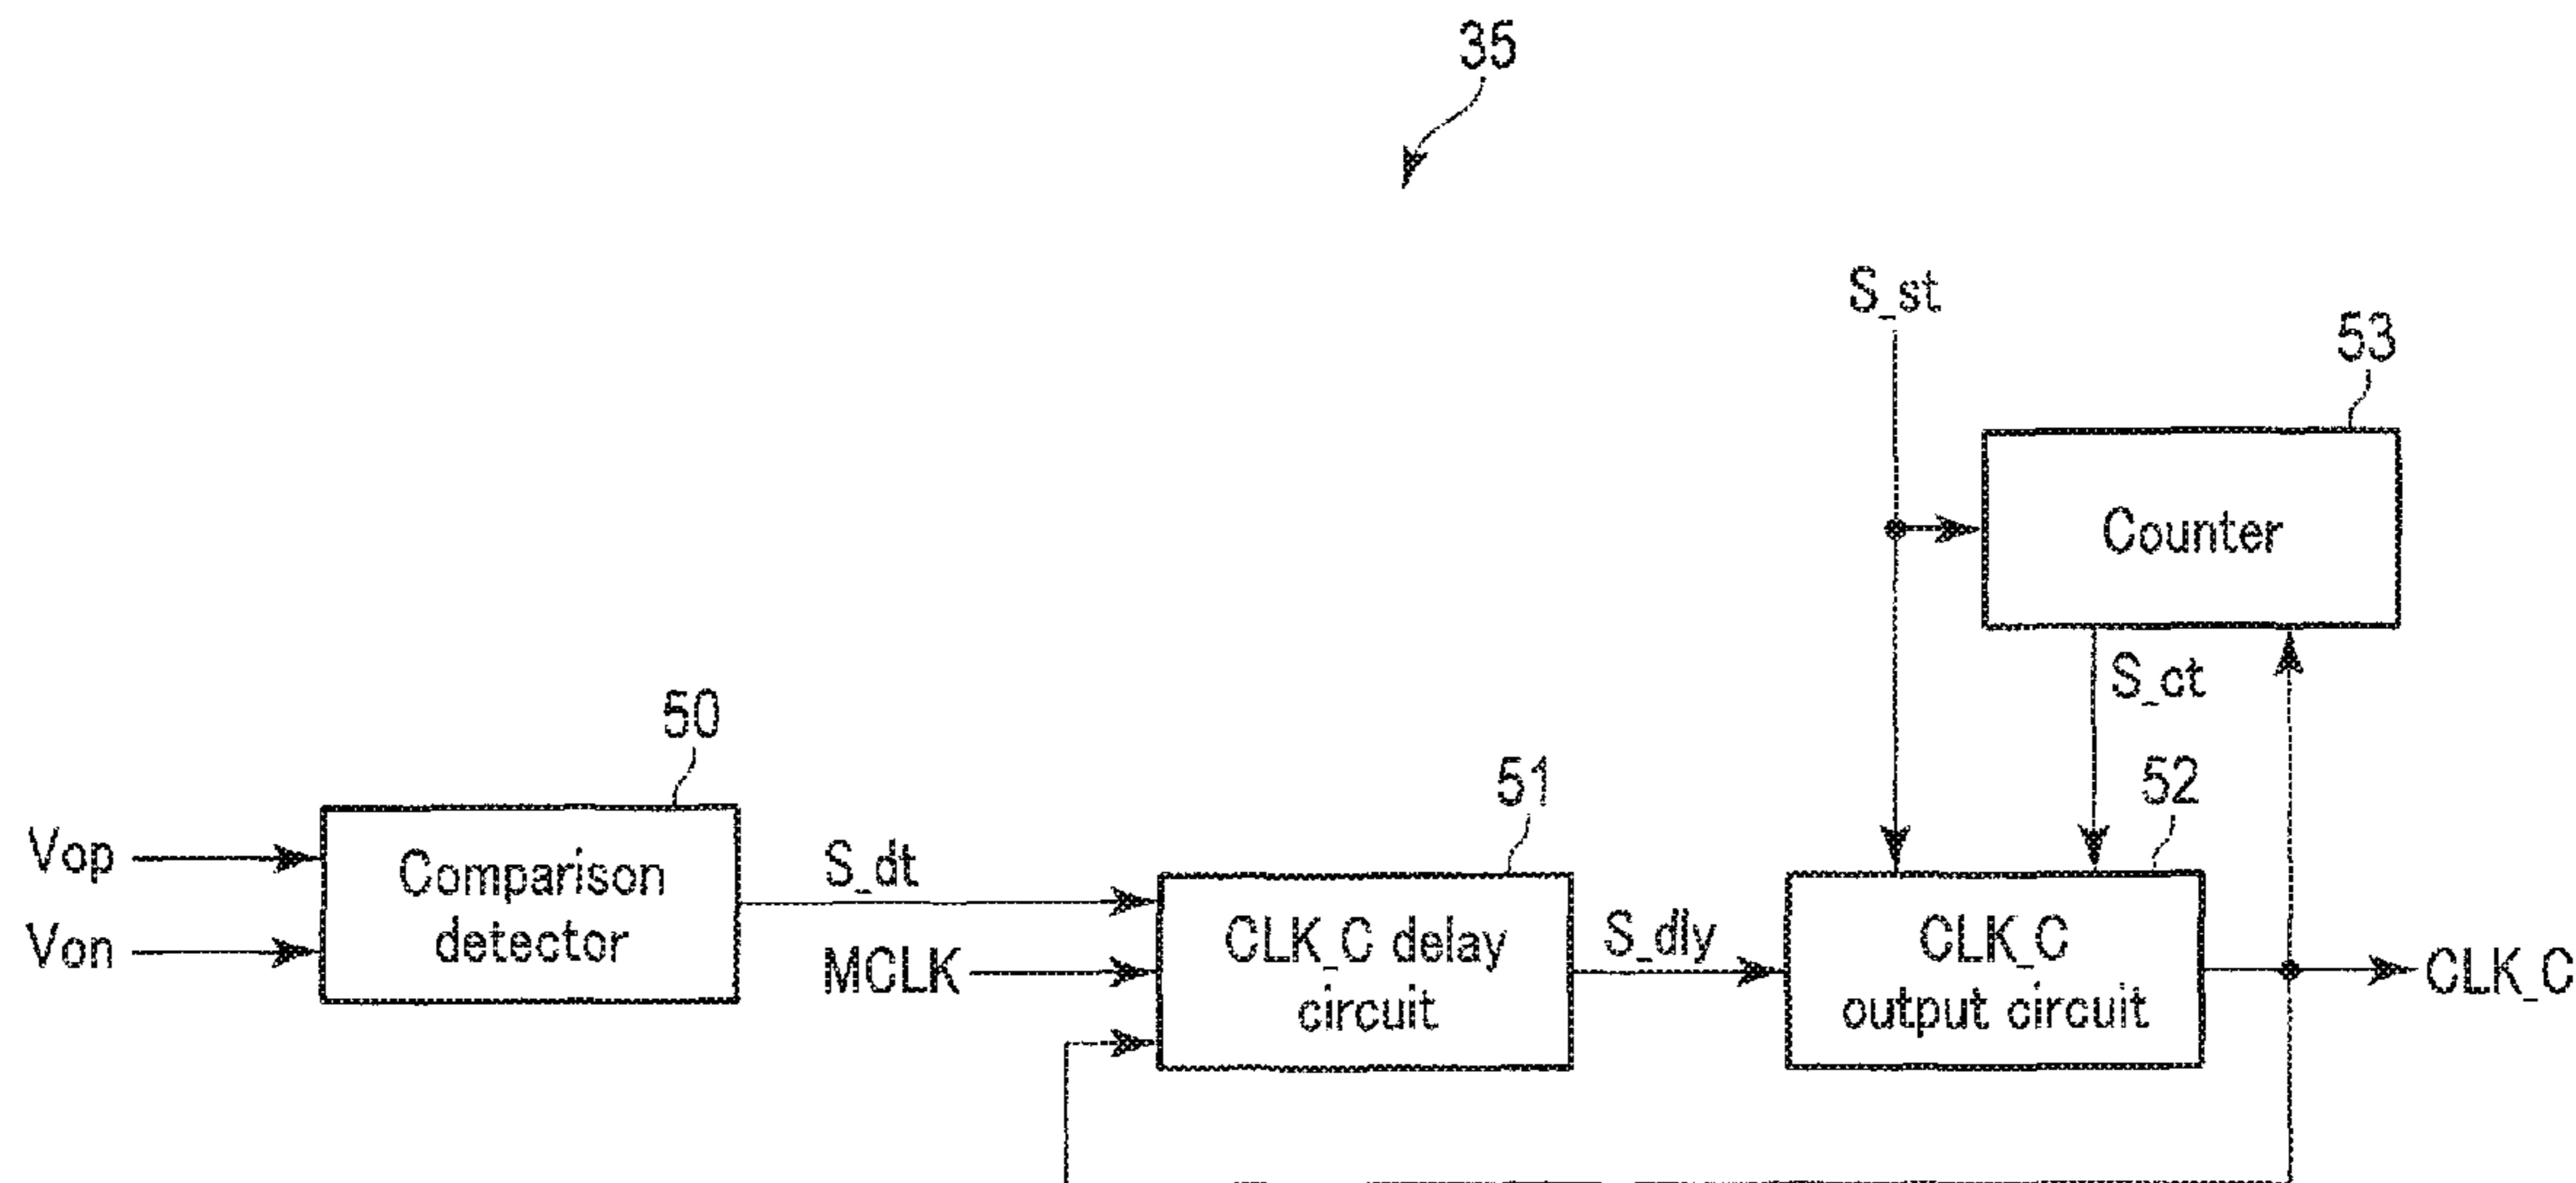 35
S_st
53
Counter
S_ct
50
51
52
Vop
Von
Comparison
detector
S_dt
MCLK
CLK_C delay
circuit
S_dly
CLK_C
output circuit
CLK_C